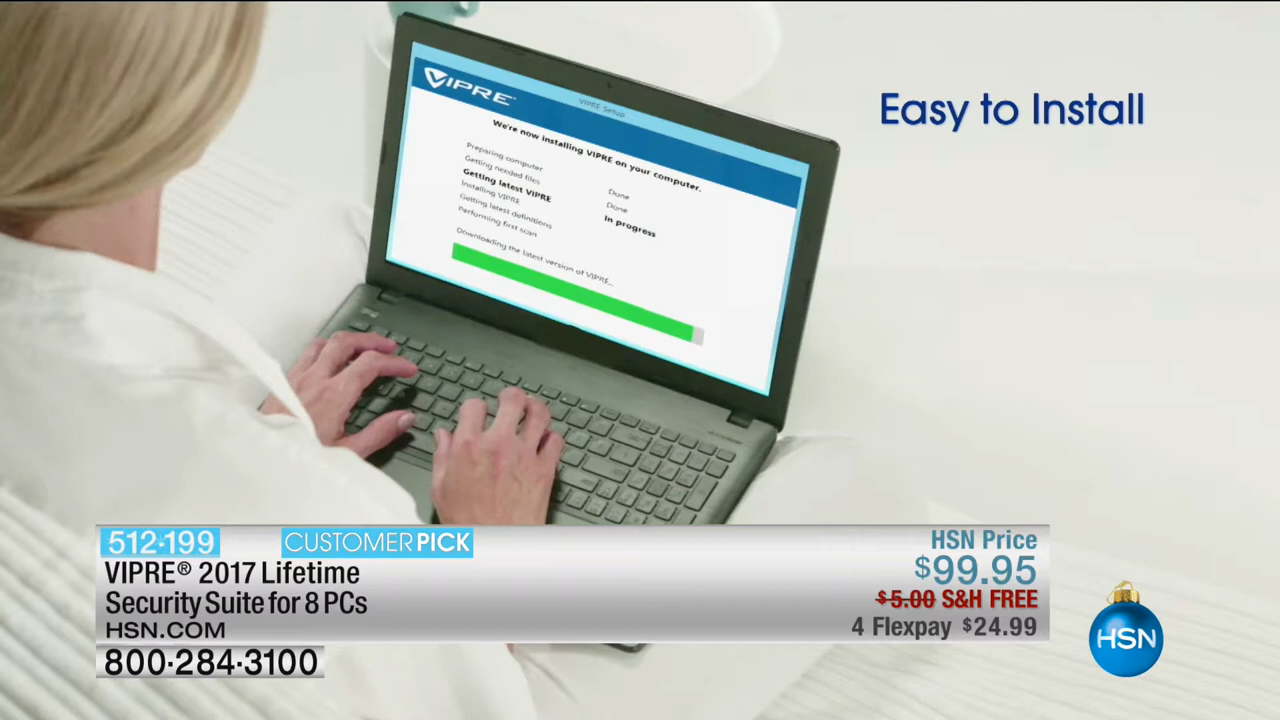 Easy to Install
VIPRE
VIPRE Setup
We're now installing VIPRE on your computer.
Preparing computer Done
Getting needed files Done
Getting latest VIPRE In progress
Installing VIPRE
Getting latest definitions
Performing first scan
Downloading the latest version of VIPRE...
512-199 CUSTOMER PICK
VIPRE® 2017 Lifetime
Security Suite for 8 PCs
HSN.COM
800-284-3100
HSN Price
$99.95
$5.00 S&H FREE
4 Flexpay $24.99
HSN